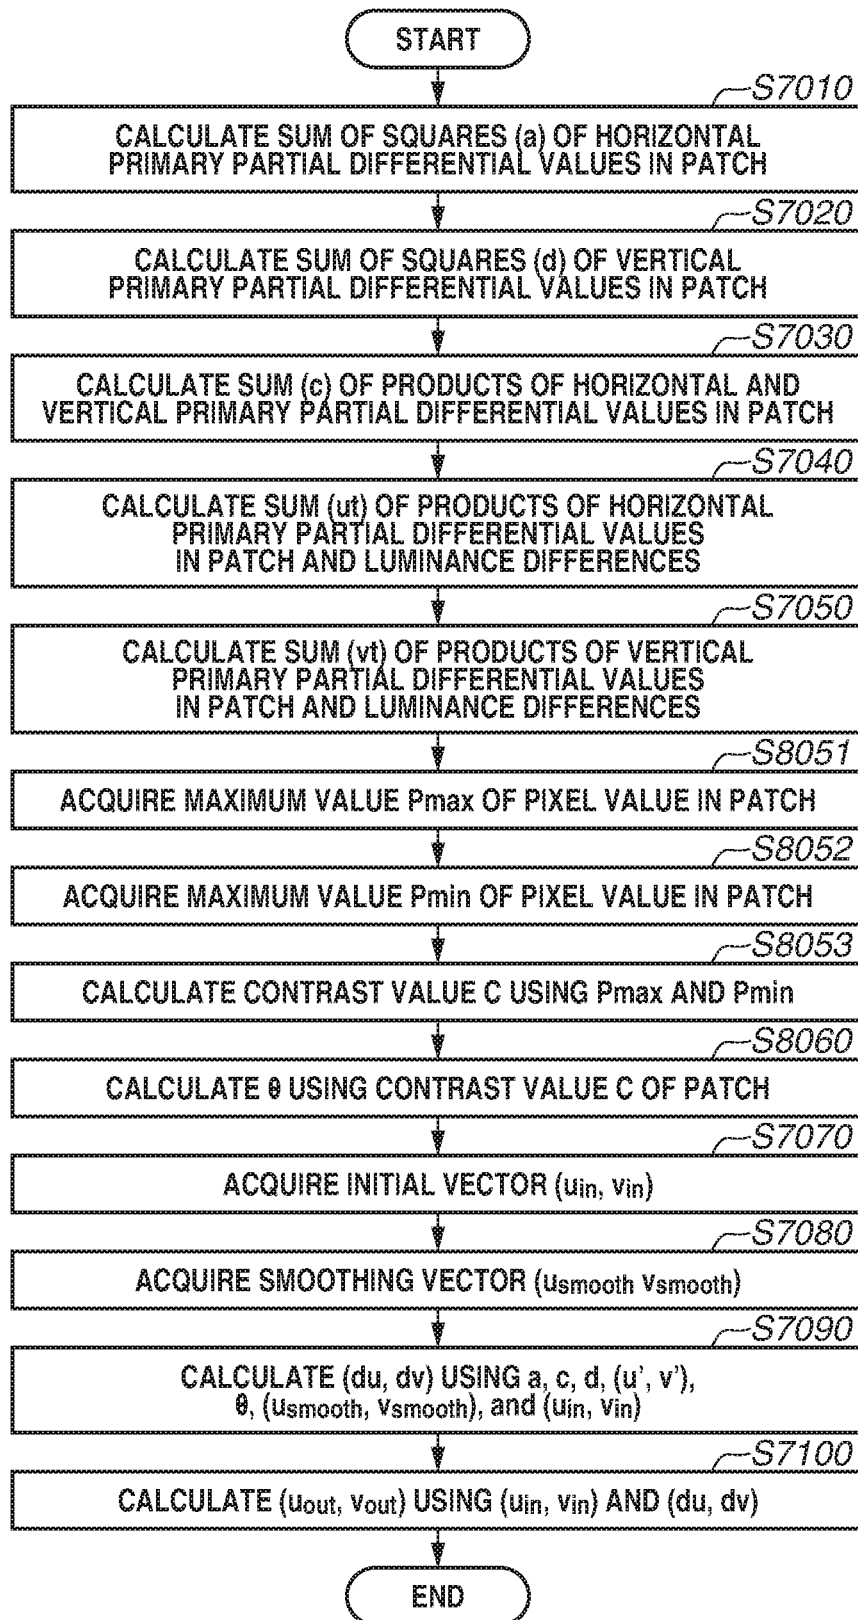 START
S7010
CALCULATE SUM OF SQUARES (a) OF HORIZONTAL
PRIMARY PARTIAL DIFFERENTIAL VALUES IN PATCH
S7020
CALCULATE SUM OF SQUARES (d) OF VERTICAL
PRIMARY PARTIAL DIFFERENTIAL VALUES IN PATCH
S7030
CALCULATE SUM (c) OF PRODUCTS OF HORIZONTAL AND
VERTICAL PRIMARY PARTIAL DIFFERENTIAL VALUES IN PATCH
S7040
CALCULATE SUM (ut) OF PRODUCTS OF HORIZONTAL
PRIMARY PARTIAL DIFFERENTIAL VALUES
IN PATCH AND LUMINANCE DIFFERENCES
S7050
CALCULATE SUM (vt) OF PRODUCTS OF VERTICAL
PRIMARY PARTIAL DIFFERENTIAL VALUES
IN PATCH AND LUMINANCE DIFFERENCES
S8051
ACQUIRE MAXIMUM VALUE Pmax OF PIXEL VALUE IN PATCH
S8052
ACQUIRE MAXIMUM VALUE Pmin OF PIXEL VALUE IN PATCH
S8053
CALCULATE CONTRAST VALUE C USING Pmax AND Pmin
S8060
CALCULATE θ USING CONTRAST VALUE C OF PATCH
S7070
ACQUIRE INITIAL VECTOR (uin, vin)
S7080
ACQUIRE SMOOTHING VECTOR (usmooth vsmooth)
S7090
CALCULATE (du, dv) USING a, c, d, (u', v'),
θ, (usmooth, vsmooth), and (uin, vin)
S7100
CALCULATE (uout, vout) USING (uin, vin) AND (du, dv)
END